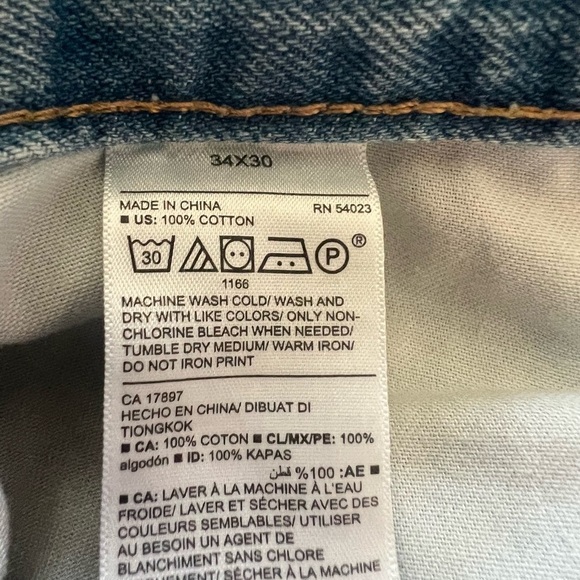 34X30
MADE IN CHINA RN 54023
■ US: 100% COTTON
30 P ®
1166
MACHINE WASH COLD/ WASH AND
DRY WITH LIKE COLORS/ ONLY NON-
CHLORINE BLEACH WHEN NEEDED/
TUMBLE DRY MEDIUM/ WARM IRON/
DO NOT IRON PRINT
CA 17897
HECHO EN CHINA/ DIBUAT DI
TIONGKOK
■ CA: 100% COTON ■ CL/MX/PE: 100%
algodón ■ ID: 100% KAPAS
■ AE: 100% قطن
■ CA: LAVER À LA MACHINE À L'EAU
FROIDE/ LAVER ET SÉCHER AVEC DES
COULEURS SEMBLABLES/ UTILISER
AU BESOIN UN AGENT DE
BLANCHIMENT SANS CHLORE
SEULEMENT/ SÉCHER À LA MACHINE